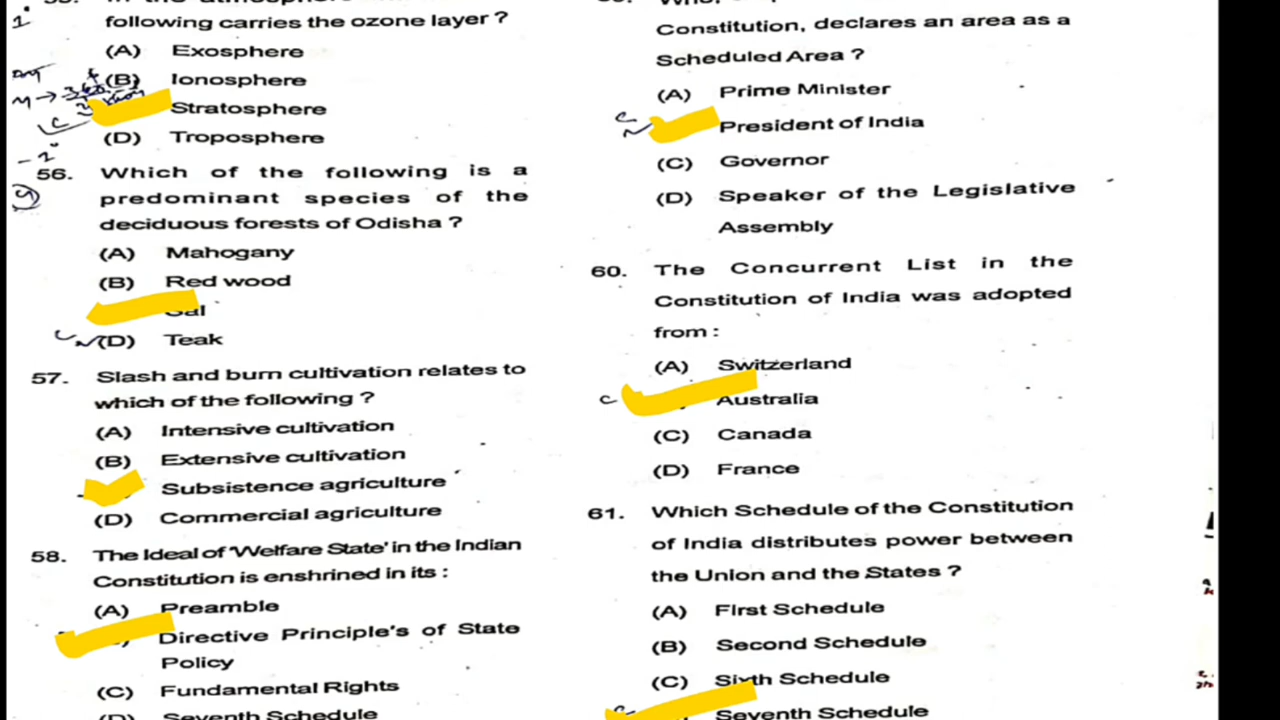 following carries the ozone layer ?
(A) Exosphere
(B) Ionosphere
Stratosphere
(D) Troposphere
56. Which of the following is a
predominant species of the
deciduous forests of Odisha ?
(A) Mahogany
(B) Red wood
Sal
(D) Teak
57. Slash and burn cultivation relates to
which of the following ?
(A) Intensive cultivation
(B) Extensive cultivation
Subsistence agriculture
(D) Commercial agriculture
58. The Ideal of 'Welfare State' in the Indian
Constitution is enshrined in its :
(A) Preamble
Directive Principle's of State
Policy
(C) Fundamental Rights
(D) Seventh Schedule
Constitution, declares an area as a
Scheduled Area ?
(A) Prime Minister
President of India
(C) Governor
(D) Speaker of the Legislative
Assembly
60. The Concurrent List in the
Constitution of India was adopted
from :
(A) Switzerland
Australia
(C) Canada
(D) France
61. Which Schedule of the Constitution
of India distributes power between
the Union and the States ?
(A) First Schedule
(B) Second Schedule
(C) Sixth Schedule
Seventh Schedule